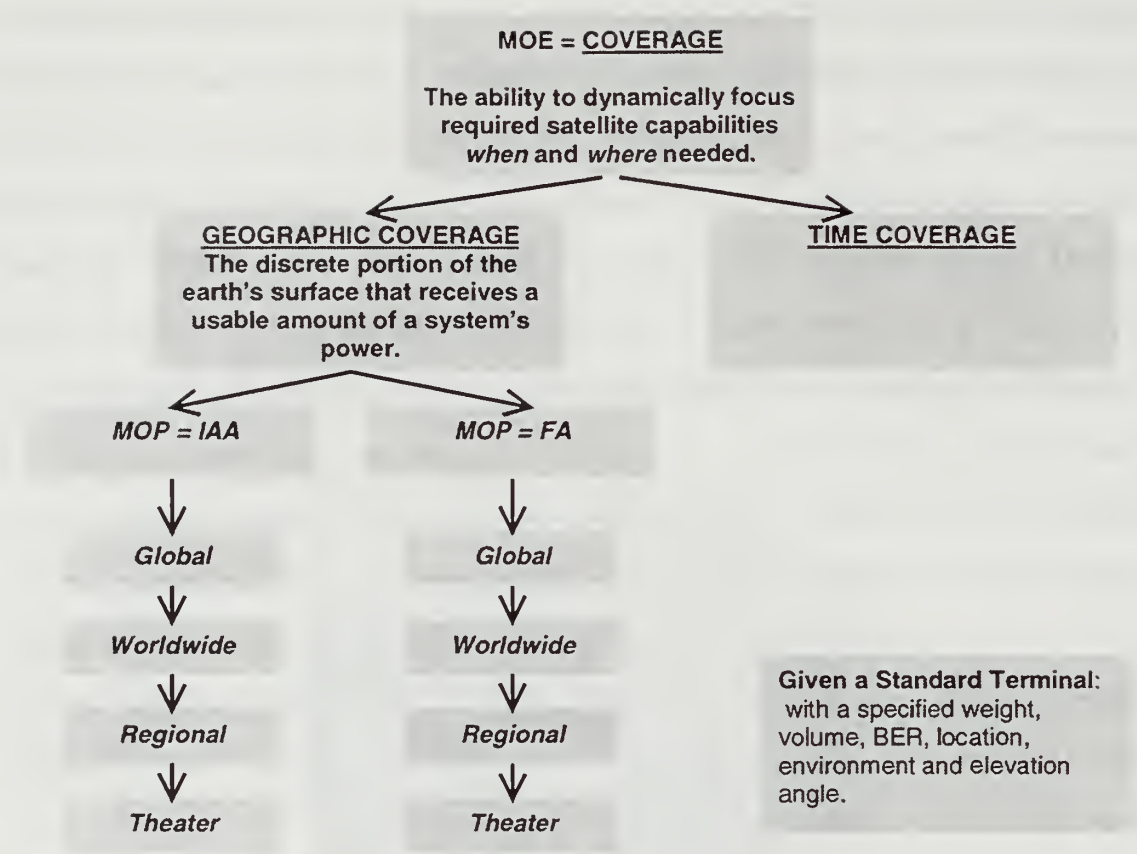 MOE = COVERAGE
The ability to dynamically focus
required satellite capabilities
when and where needed.
GEOGRAPHIC COVERAGE
The discrete portion of the
earth's surface that receives a
usable amount of a system's
power.
TIME COVERAGE
MOP = IAA
MOP = FA
Global
Global
Worldwide
Worldwide
Regional
Regional
Theater
Theater
Given a Standard Terminal:
with a specified weight,
volume, BER, location,
environment and elevation
angle.